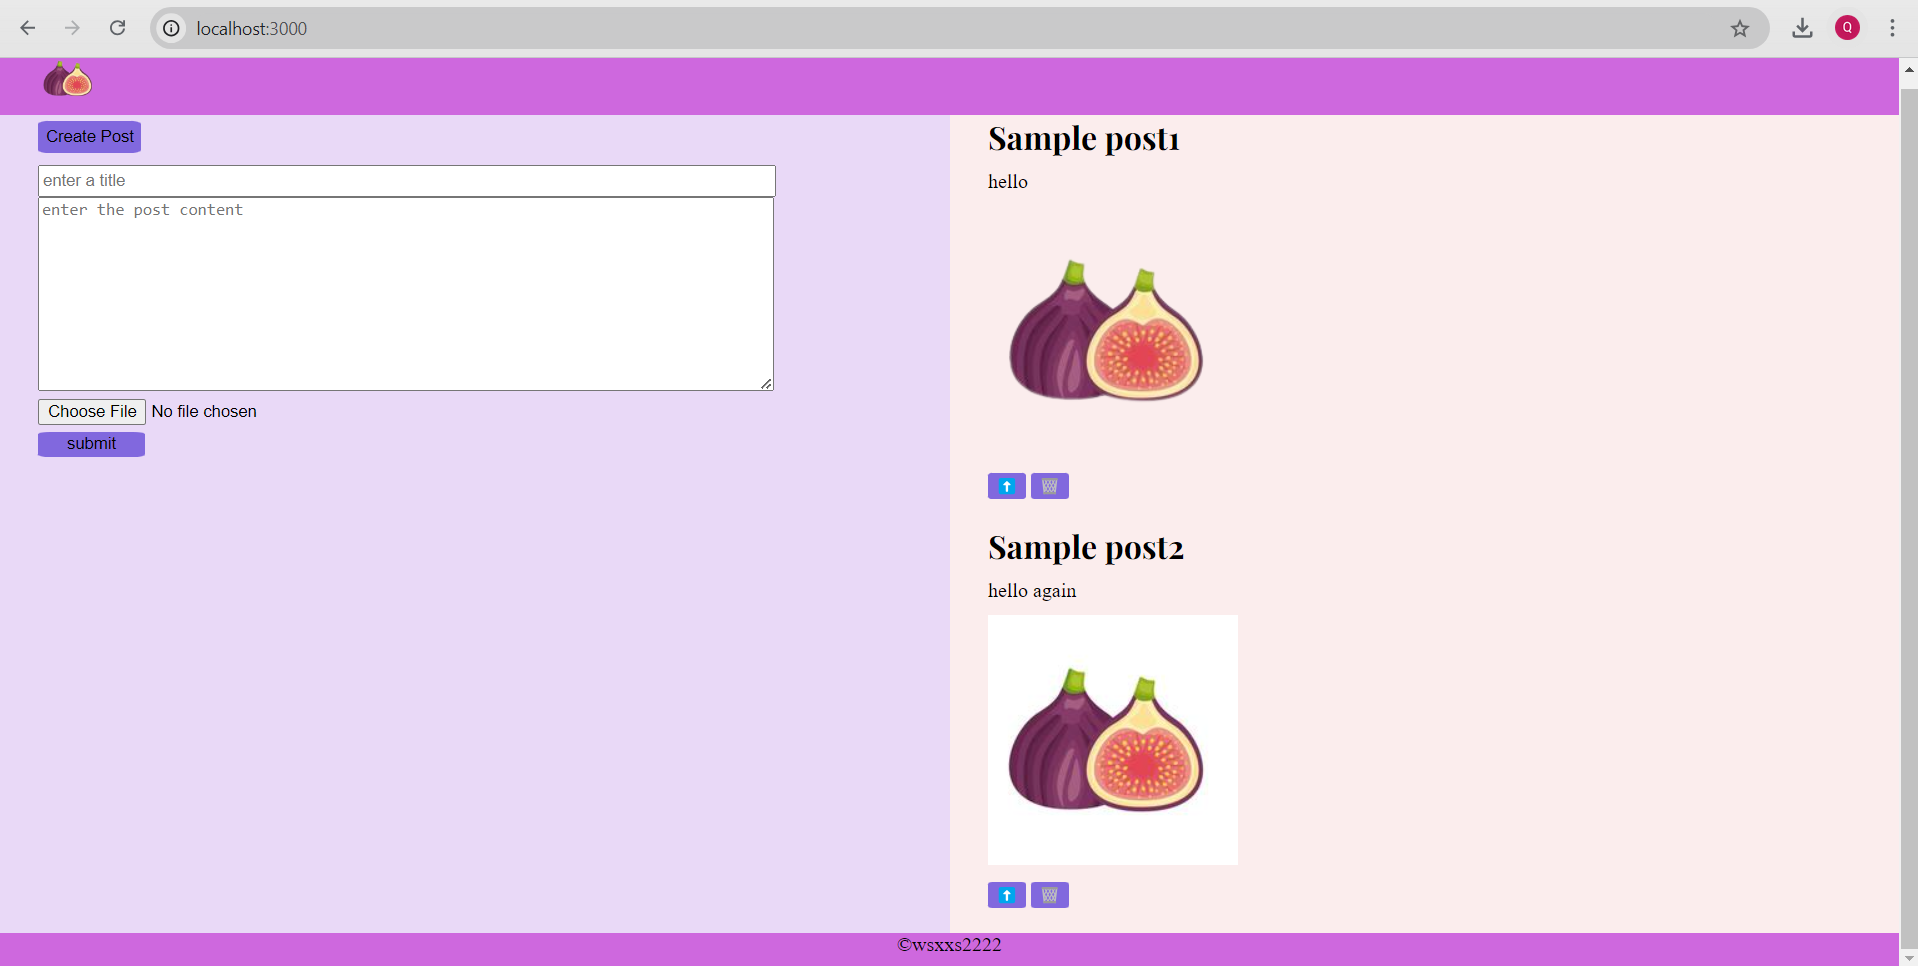 localhost:3000
Q
Create Post
enter a title
enter the post content
Choose File No file chosen
submit
Sample post1
hello
Sample post2
hello again
©wsxxs2222